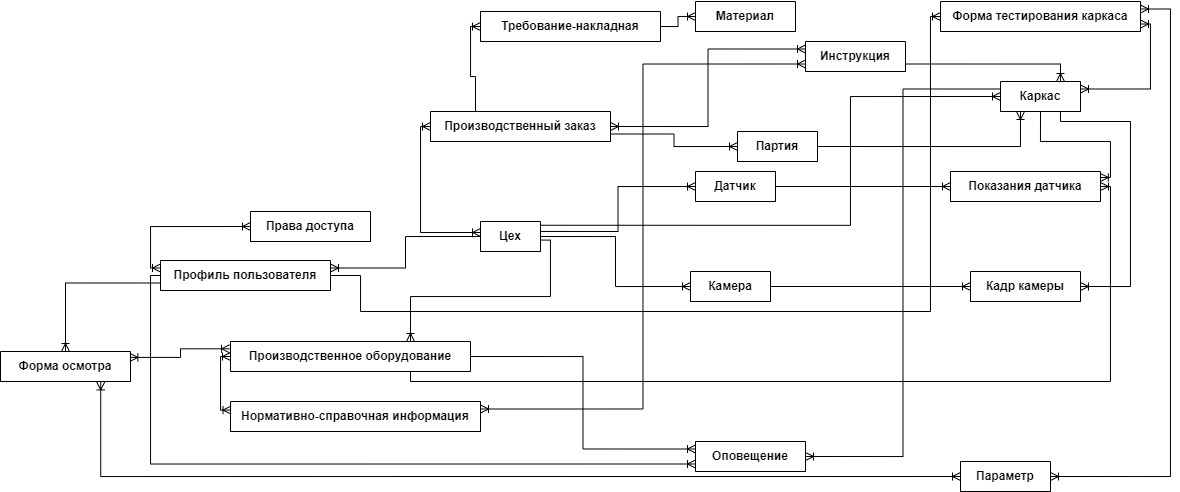 Материал
Форма тестирования каркаса
Требование-накладная
Инструкция
Каркас
Производственный заказ
Партия
Датчик
Показания датчика
Права доступа
Цех
Профиль пользователя
Камера
Кадр камеры
Производственное оборудование
Форма осмотра
Нормативно-справочная информация
Оповещение
Параметр